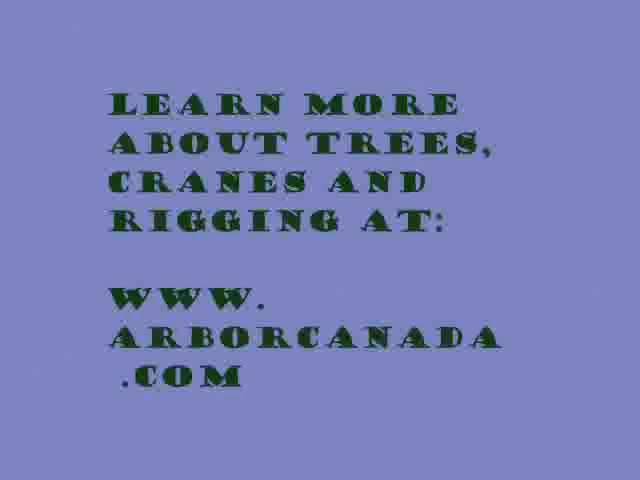 LEARN MORE
ABOUT TREES,
CRANES AND
RIGGING AT:
WWW.
ARBORCANADA
.COM